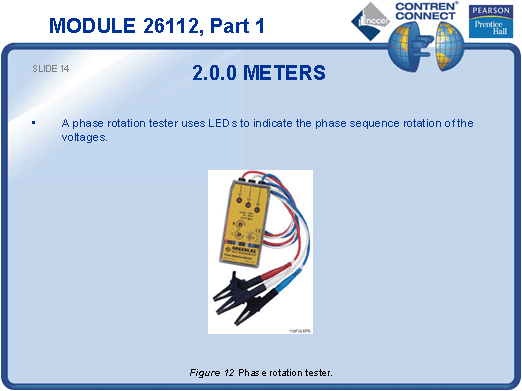 MODULE 26112, Part 1
nccer
CONTREN®
CONNECT
PEARSON
Prentice
Hall
SLIDE 14
2.0.0 METERS
• A phase rotation tester uses LEDs to indicate the phase sequence rotation of the
voltages.
GREENLEE
Figure 12 Phase rotation tester.